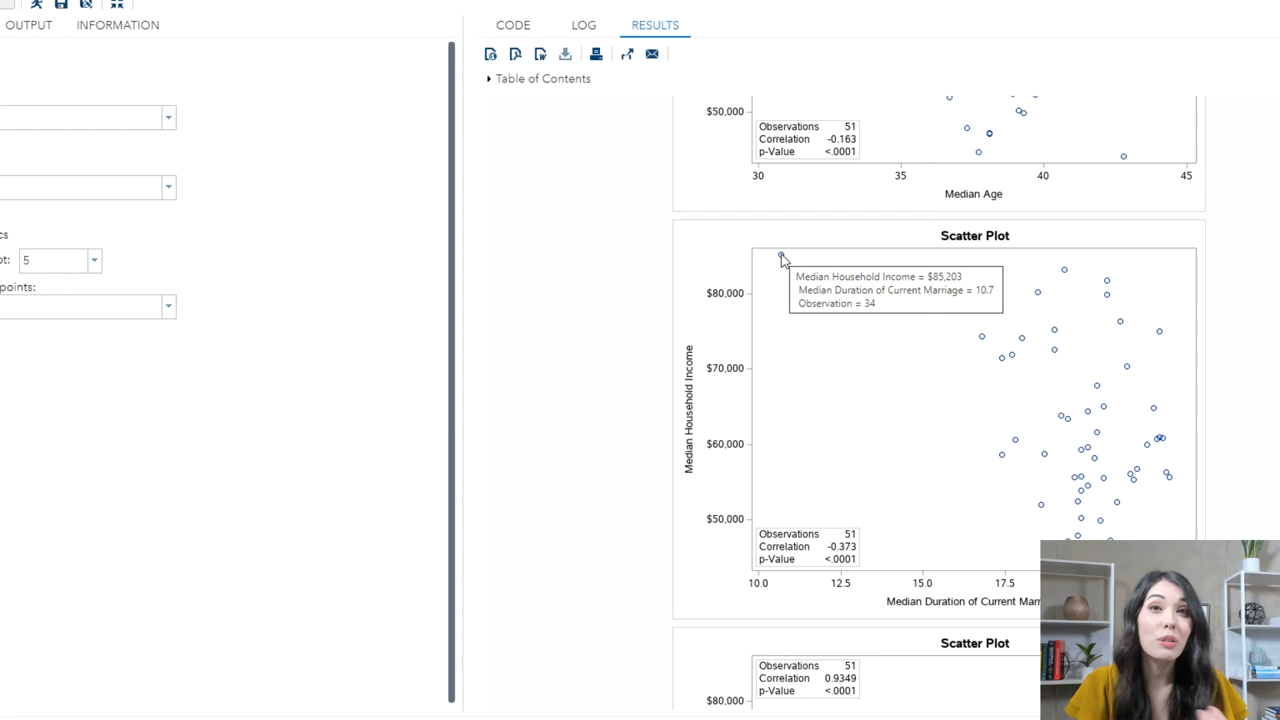 OUTPUT INFORMATION
CODE LOG RESULTS
Table of Contents
$50,000
Observations 51
Correlation -0.163
p-Value <.0001
30 35 40 45
Median Age
cs
ot: 5
points:
Scatter Plot
Median Household Income = $85,203
Median Duration of Current Marriage = 10.7
Observation = 34
$80,000
$70,000
$60,000
$50,000
Median Household Income
Observations 51
Correlation -0.373
p-Value <.0001
10.0 12.5 15.0 17.5
Median Duration of Current Marr
Scatter Plot
Observations 51
Correlation 0.9349
p-Value <.0001
$80,000